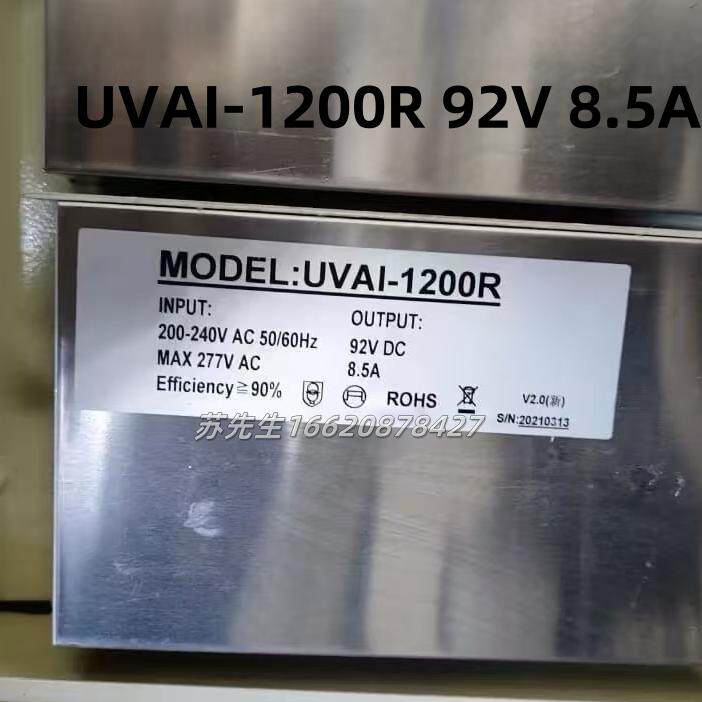 UVAI-1200R 92V 8.5A
MODEL:UVAI-1200R
INPUT:
200-240V AC 50/60Hz
MAX 277V AC
Efficiency≧90%
OUTPUT:
92V DC
8.5A
ROHS
V2.0(新)
S/N:20210313
苏先生16620878427